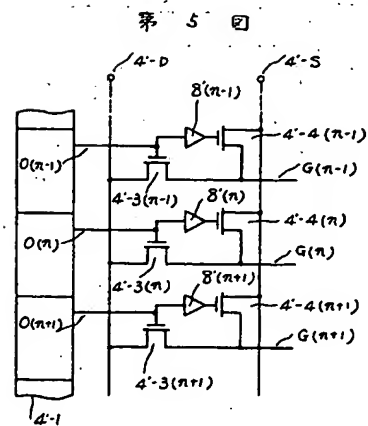 第 5 図
4'-D 4'-S
8'(n-1)
4'-4(n-1)
O(n-1)
G(n-1)
4'-3(n-1)
8'(n)
4'-4(n)
O(n)
G(n)
4'-3(n)
8'(n+1)
4'-4(n+1)
O(n+1)
G(n+1)
4'-3(n+1)
4'-1